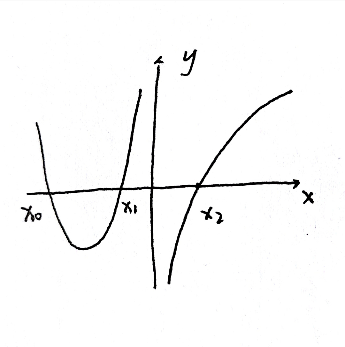 y
x₀ x₁ x₂ x